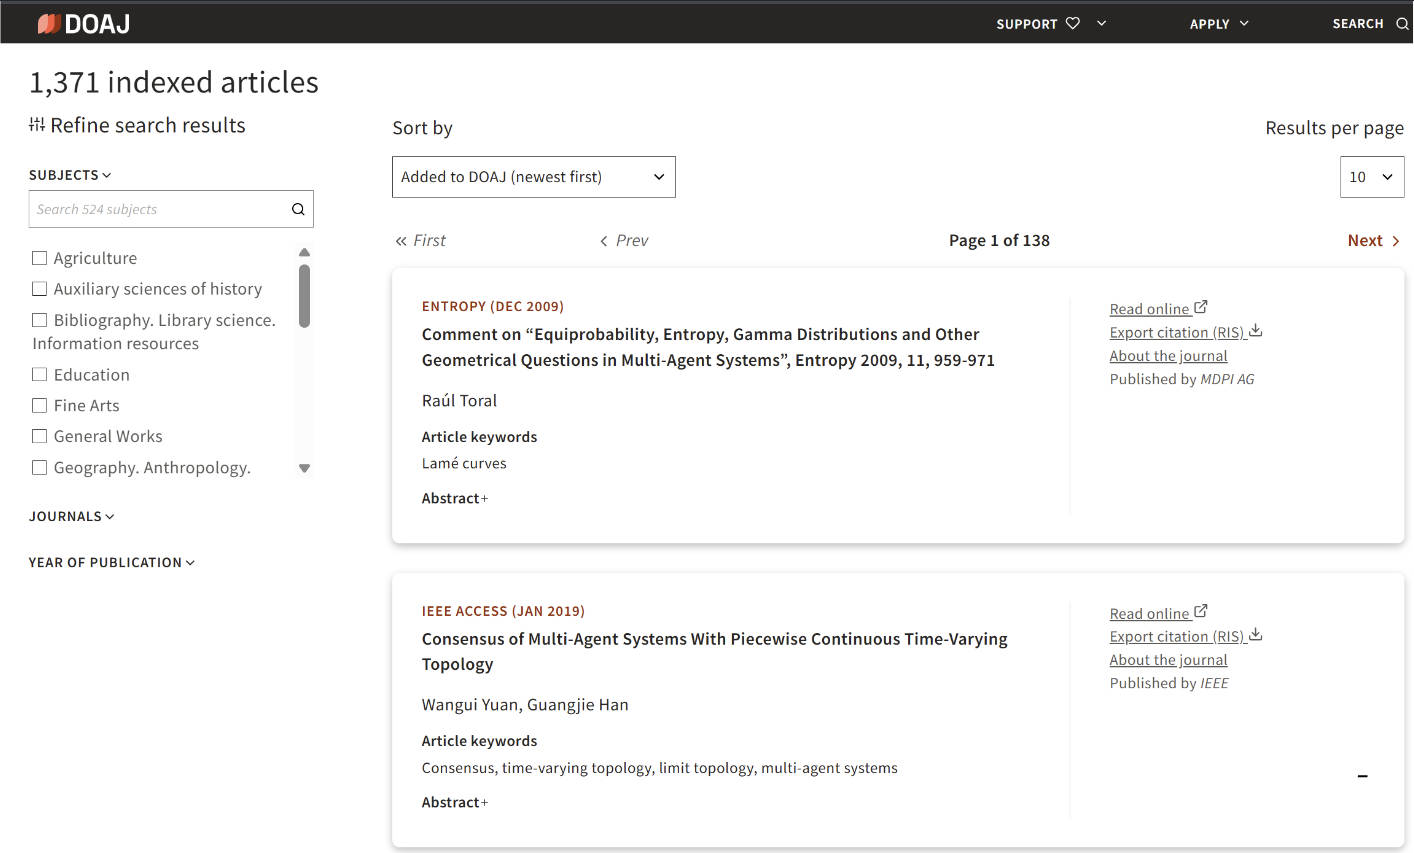 DOAJ
SUPPORT
APPLY
SEARCH
1,371 indexed articles
Refine search results
SUBJECTS
Search 524 subjects
Agriculture
Auxiliary sciences of history
Bibliography. Library science.
Information resources
Education
Fine Arts
General Works
Geography. Anthropology.
JOURNALS
YEAR OF PUBLICATION
Sort by
Results per page
Added to DOAJ (newest first)
10
« First
‹ Prev
Page 1 of 138
Next ›
ENTROPY (DEC 2009)
Comment on “Equiprobability, Entropy, Gamma Distributions and Other
Geometrical Questions in Multi-Agent Systems”, Entropy 2009, 11, 959-971
Raúl Toral
Article keywords
Lamé curves
Abstract+
Read online
Export citation (RIS)
About the journal
Published by MDPI AG
IEEE ACCESS (JAN 2019)
Consensus of Multi-Agent Systems With Piecewise Continuous Time-Varying
Topology
Wangui Yuan, Guangjie Han
Article keywords
Consensus, time-varying topology, limit topology, multi-agent systems
Abstract+
Read online
Export citation (RIS)
About the journal
Published by IEEE